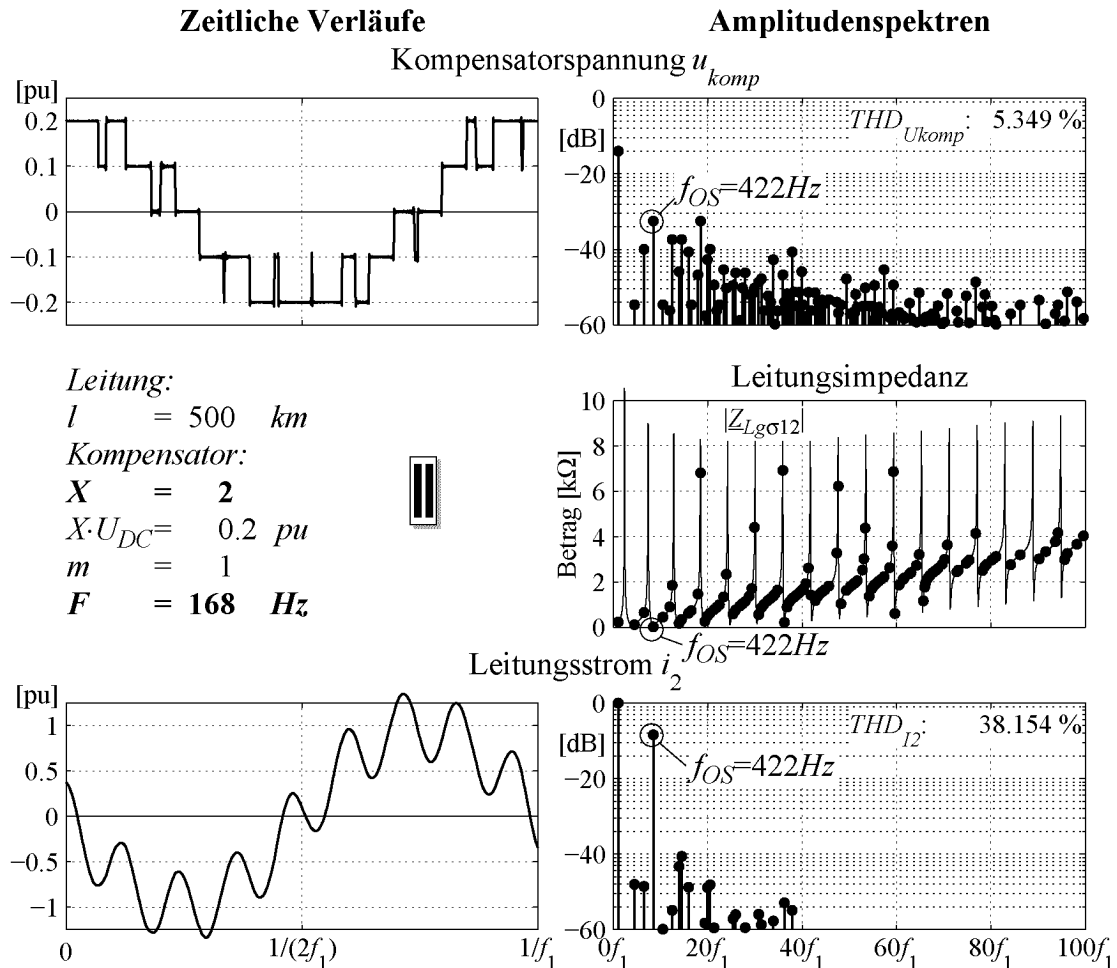 Zeitliche Verläufe
Amplitudenspektren
Kompensatorspannung u_komp
[pu]
0.2
0.1
0
−0.1
−0.2
0
[dB]
−20
−40
−60
THD_Ukomp: 5.349 %
f_OS=422Hz
Leitung:
l = 500 km
Kompensator:
X = 2
X·U_DC= 0.2 pu
m = 1
F = 168 Hz
Leitungsimpedanz
|Z_Lgσ12|
Betrag [kΩ]
10
8
6
4
2
0
f_OS=422Hz
Leitungsstrom i_2
[pu]
1
0.5
0
−0.5
−1
0
1/(2f_1)
1/f_1
0
[dB]
−20
−40
−60
THD_I2: 38.154 %
f_OS=422Hz
0f_1
20f_1
40f_1
60f_1
80f_1
100f_1